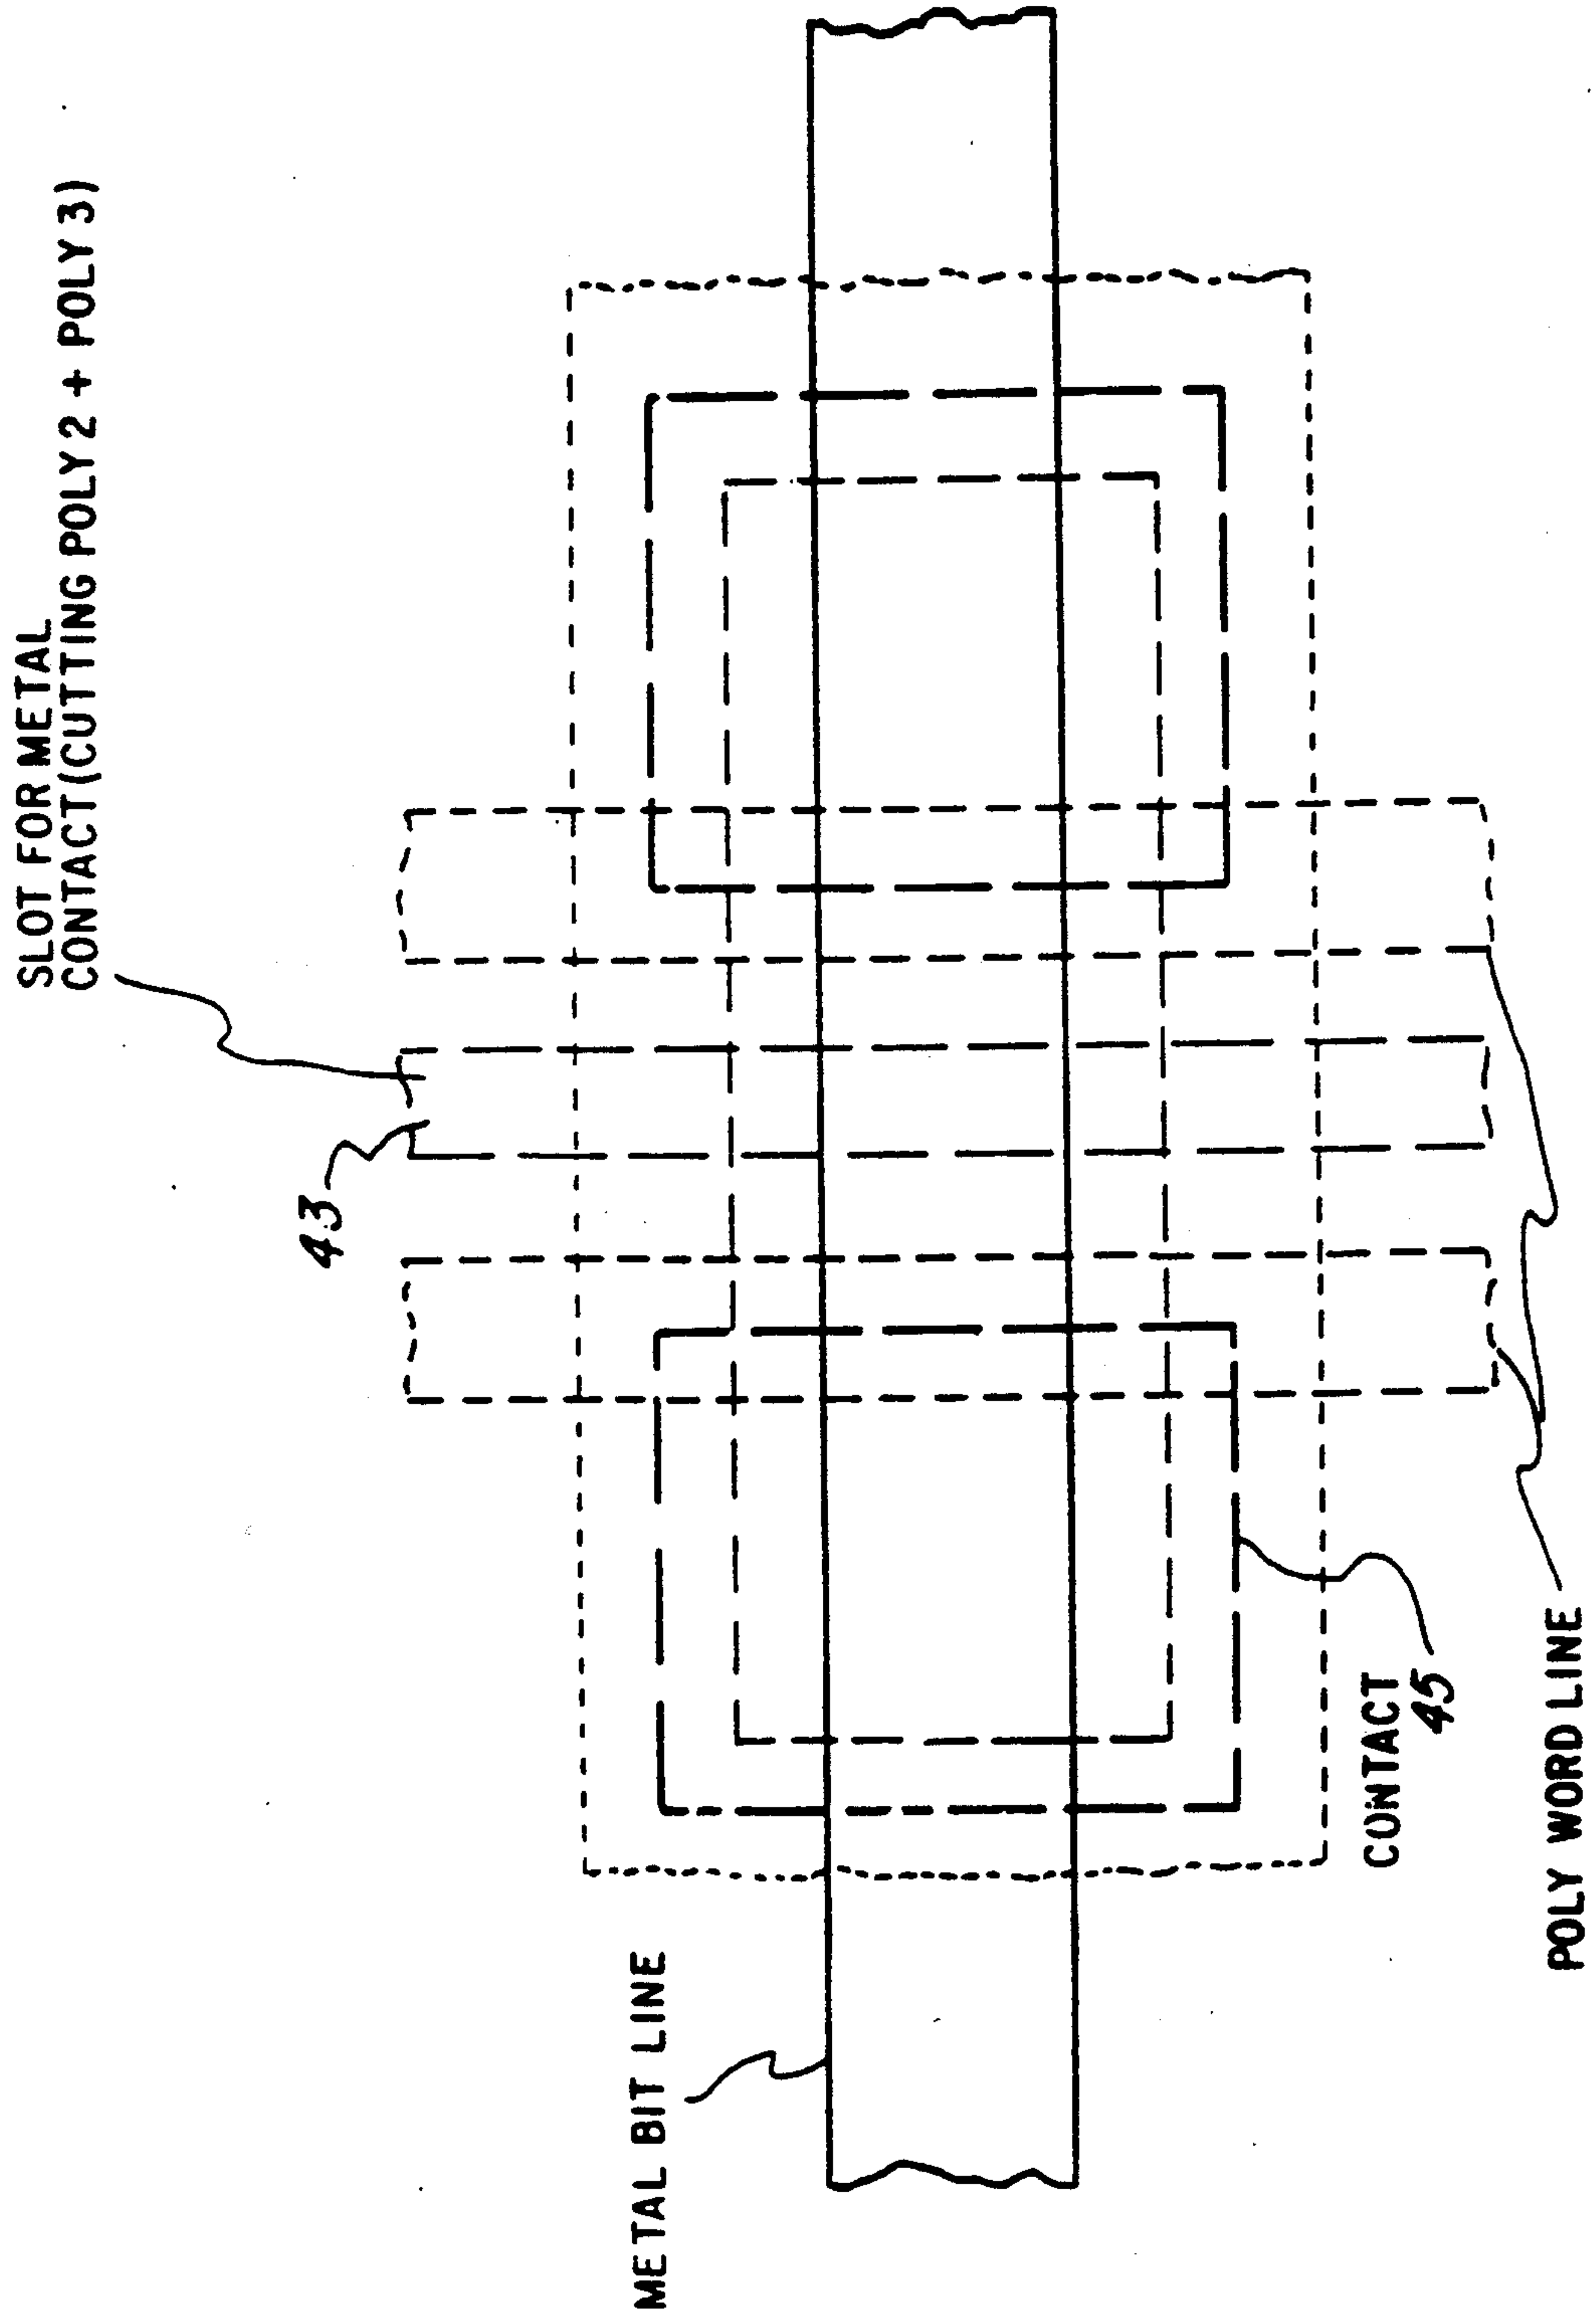 SLOT FOR METAL
CONTACT (CUTTING POLY 2 + POLY 3)
43
METAL BIT LINE
CONTACT
45
POLY WORD LINE